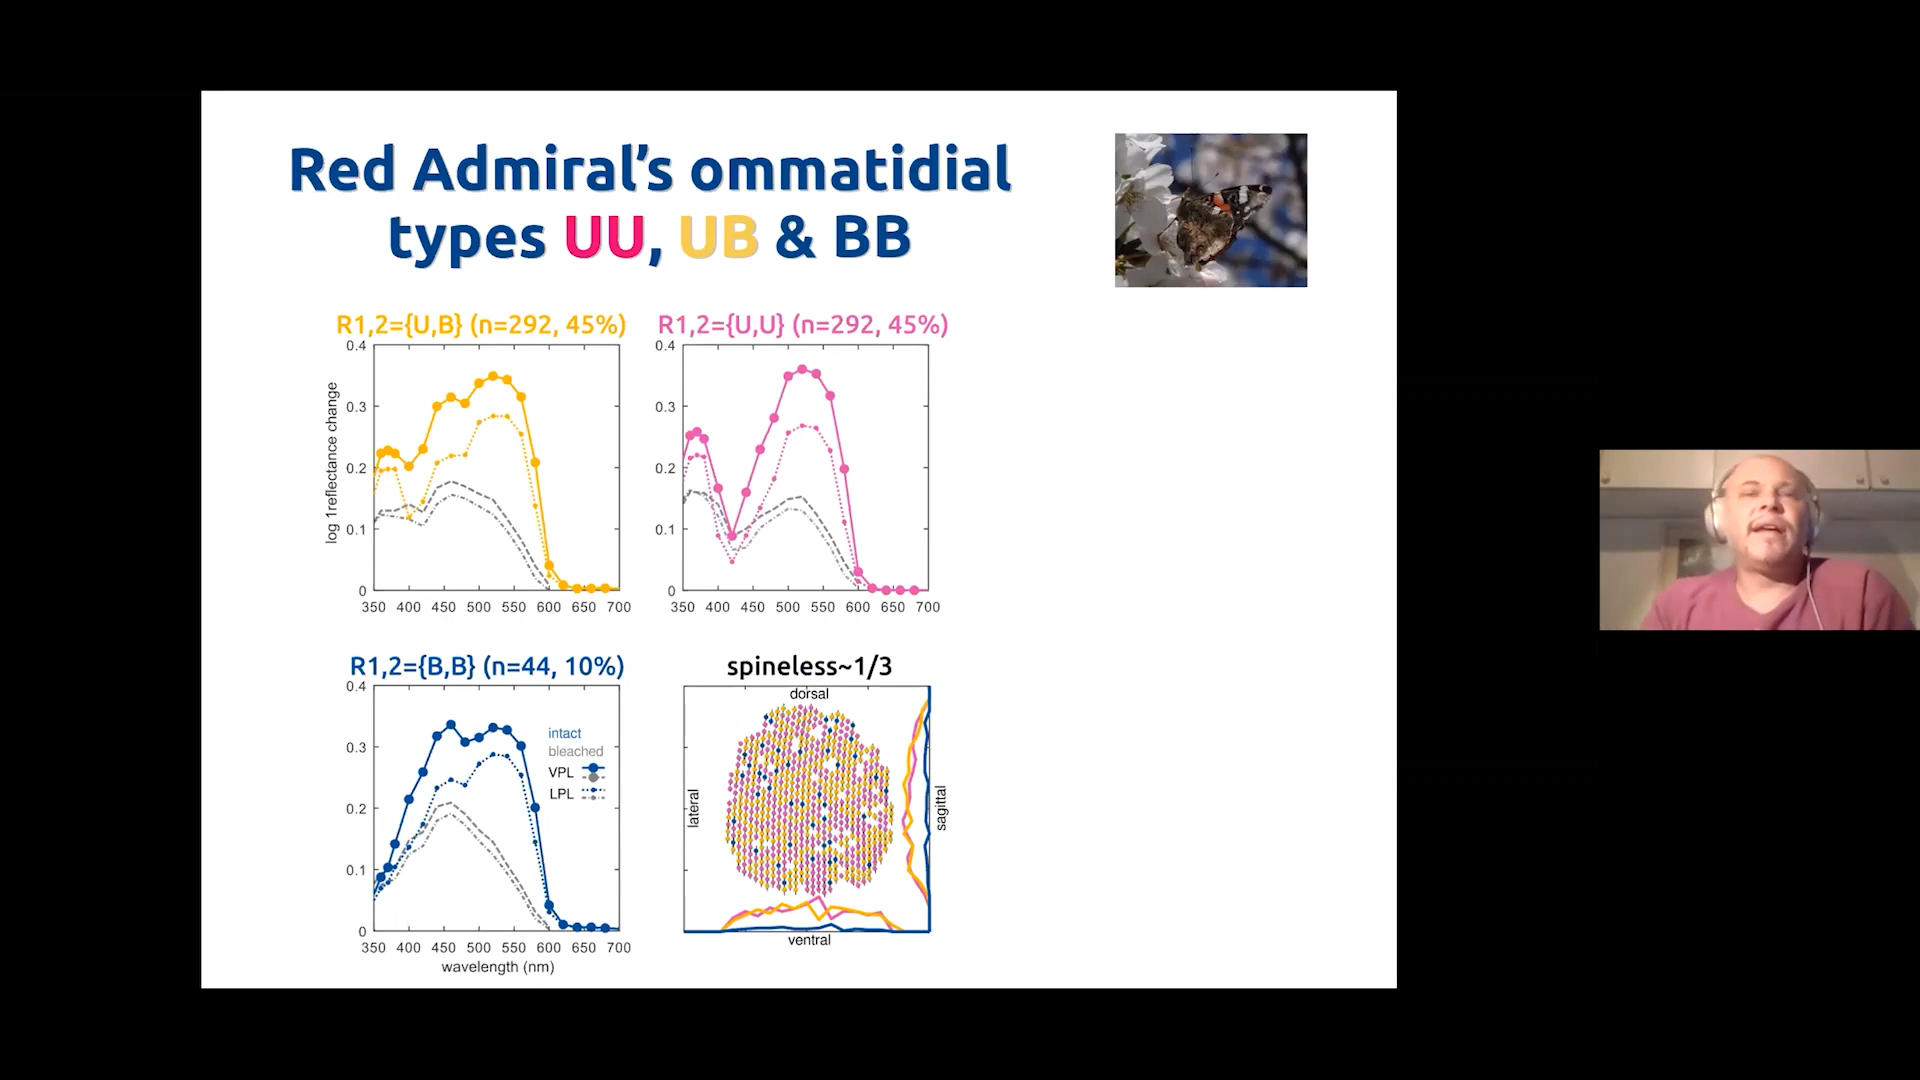 Red Admiral’s ommatidial
types UU, UB & BB
R1,2={U,B} (n=292, 45%)
R1,2={U,U} (n=292, 45%)
0.4
0.3
0.2
0.1
0
log 1reflectance change
350 400 450 500 550 600 650 700
0.4
0.3
0.2
0.1
0
350 400 450 500 550 600 650 700
R1,2={B,B} (n=44, 10%)
0.4
0.3
0.2
0.1
0
intact
bleached
VPL
LPL
350 400 450 500 550 600 650 700
wavelength (nm)
spineless~1/3
dorsal
lateral
sagittal
ventral